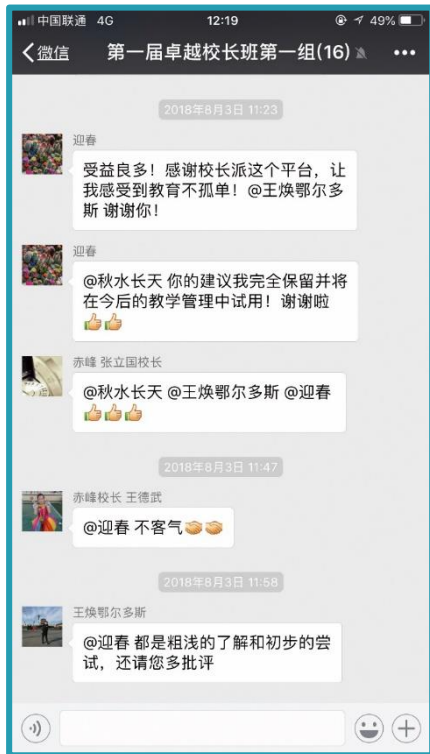 中国联通 4G 12:19 49%
微信 第一届卓越校长班第一组(16)
2018年8月3日 11:23
迎春
受益良多！感谢校长派这个平台，让
我感受到教育不孤单！@王焕鄂尔多
斯 谢谢你！
迎春
@秋水长天 你的建议我完全保留并将
在今后的教学管理中试用！谢谢啦
👍👍
赤峰 张立国校长
@秋水长天 @王焕鄂尔多斯 @迎春
👍👍👍
2018年8月3日 11:47
赤峰校长 王德武
@迎春 不客气🤝🤝
2018年8月3日 11:58
王焕鄂尔多斯
@迎春 都是粗浅的了解和初步的尝
试，还请您多批评